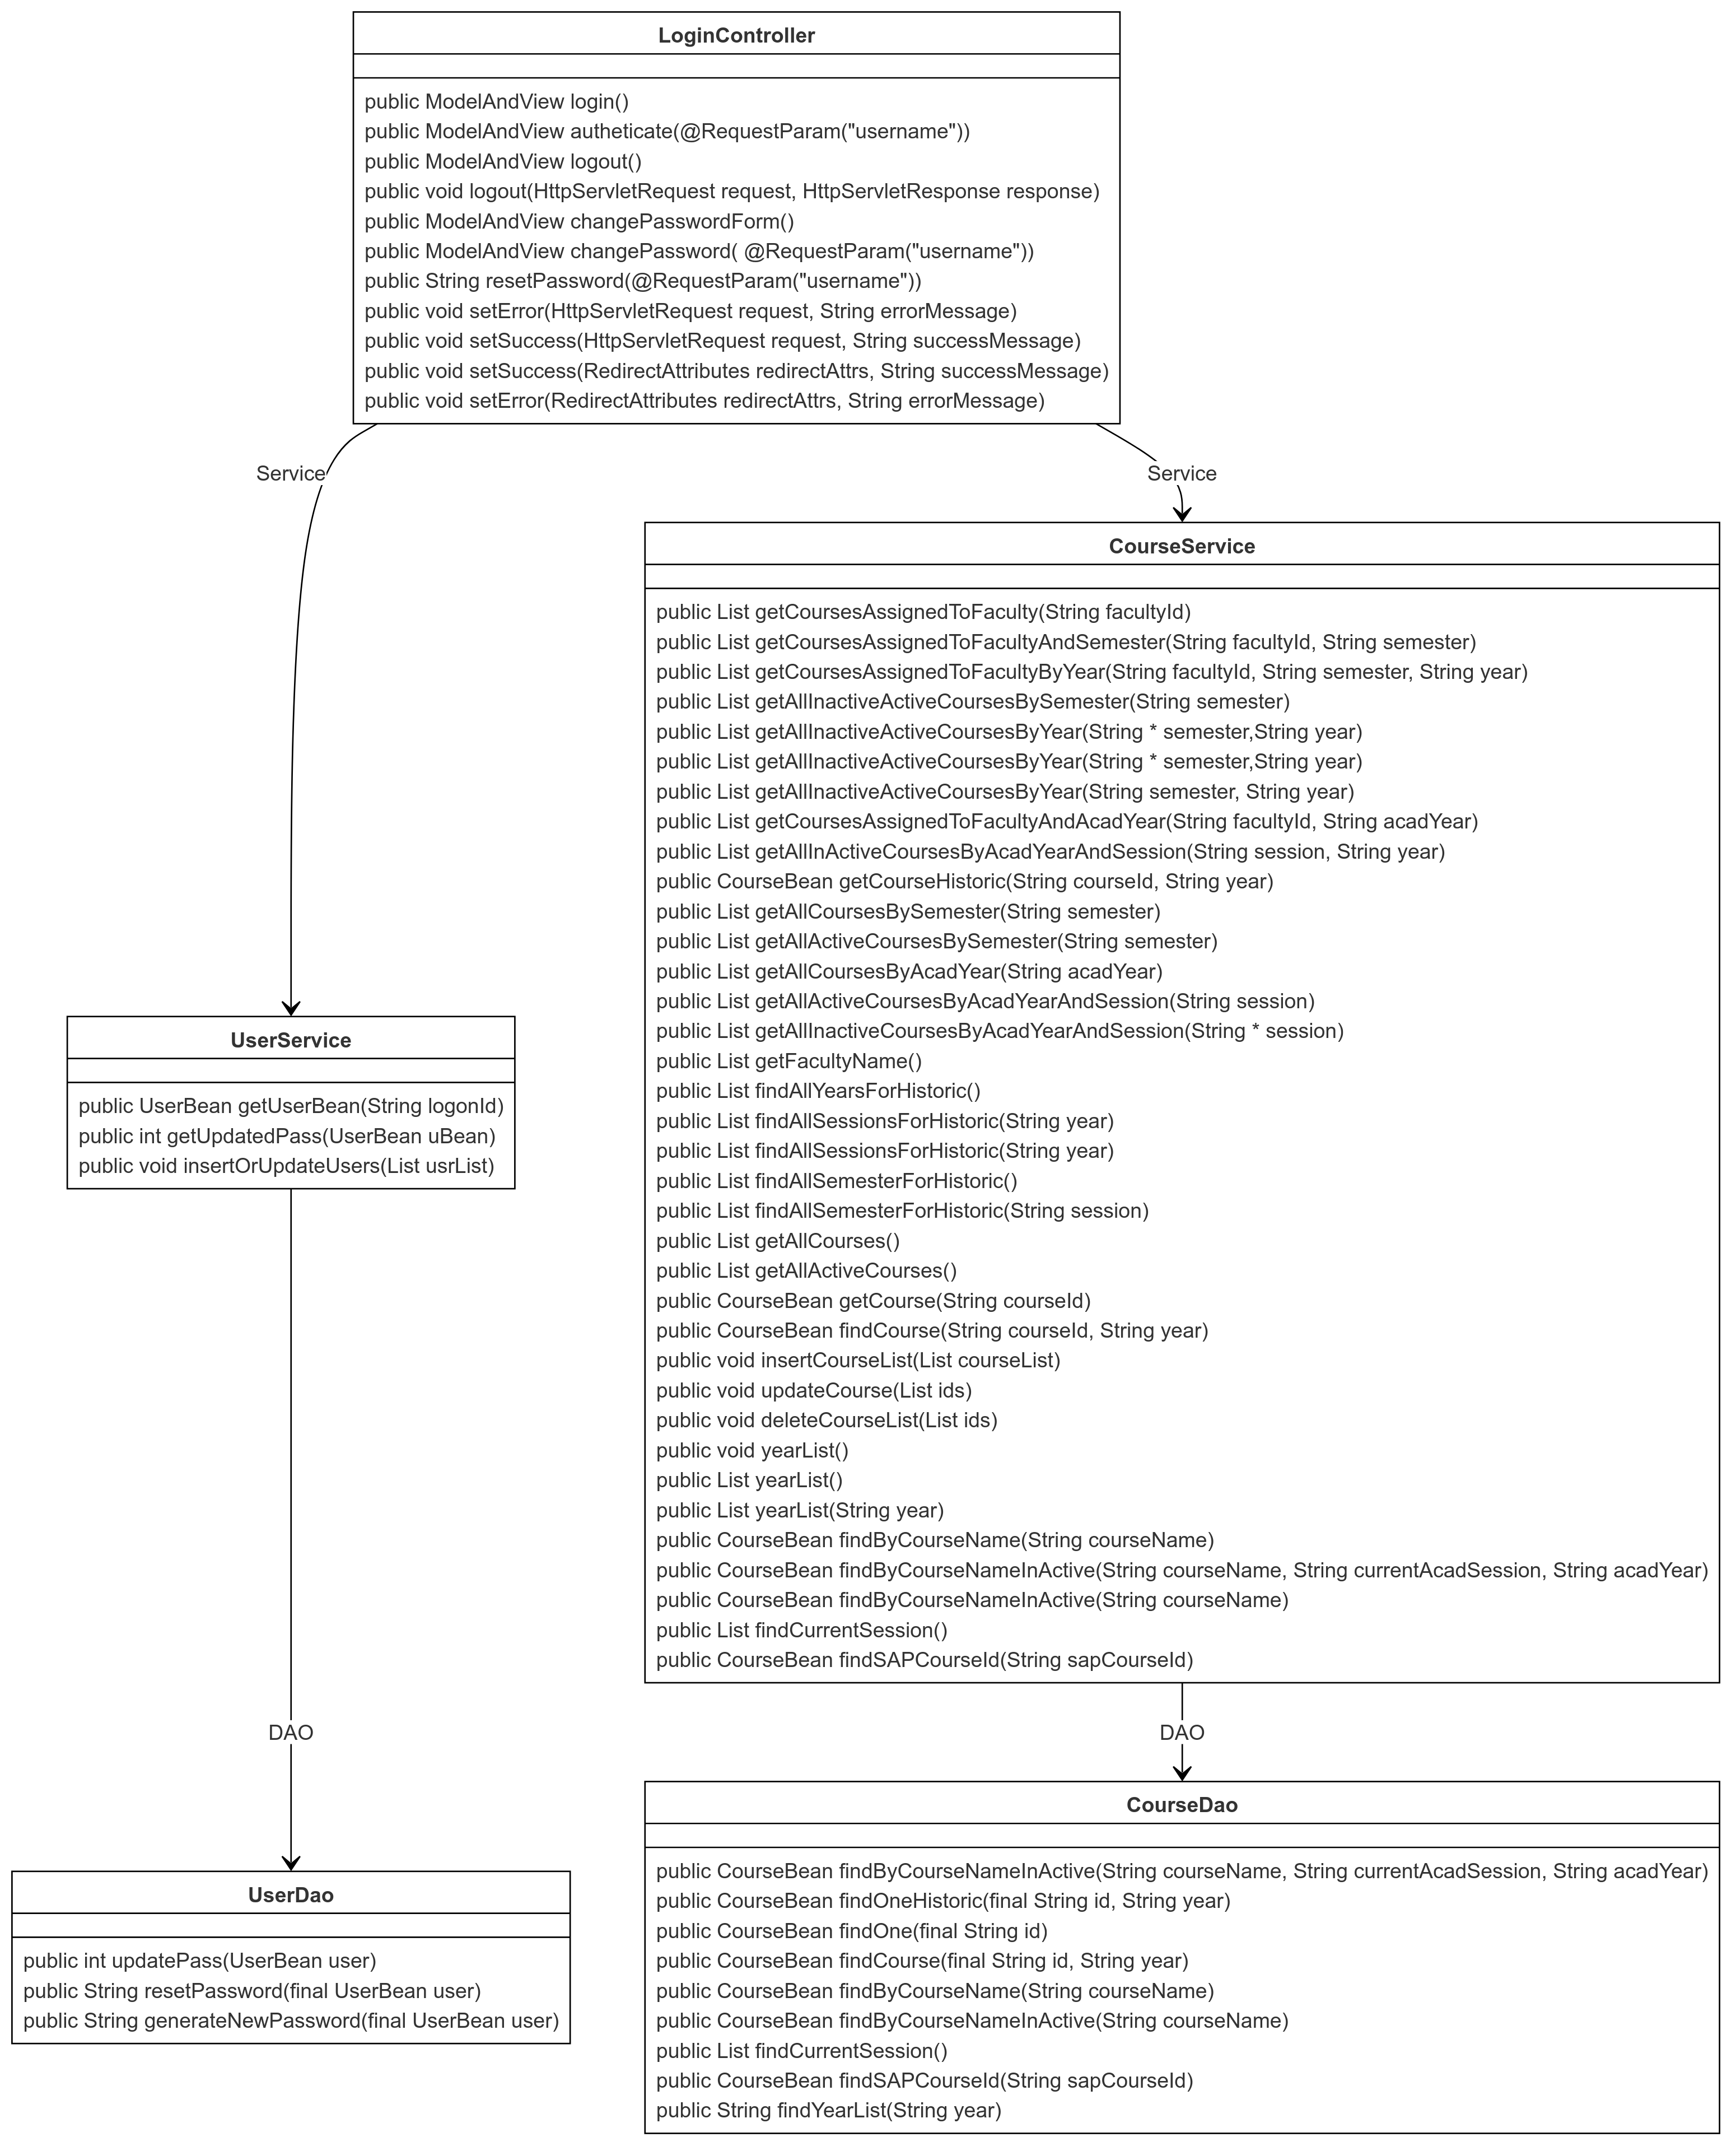 LoginController
public ModelAndView login()
public ModelAndView autheticate(@RequestParam("username"))
public ModelAndView logout()
public void logout(HttpServletRequest request, HttpServletResponse response)
public ModelAndView changePasswordForm()
public ModelAndView changePassword( @RequestParam("username"))
public String resetPassword(@RequestParam("username"))
public void setError(HttpServletRequest request, String errorMessage)
public void setSuccess(HttpServletRequest request, String successMessage)
public void setSuccess(RedirectAttributes redirectAttrs, String successMessage)
public void setError(RedirectAttributes redirectAttrs, String errorMessage)
Service
Service
CourseService
public List getCoursesAssignedToFaculty(String facultyId)
public List getCoursesAssignedToFacultyAndSemester(String facultyId, String semester)
public List getCoursesAssignedToFacultyByYear(String facultyId, String semester, String year)
public List getAllInactiveActiveCoursesBySemester(String semester)
public List getAllInactiveActiveCoursesByYear(String * semester,String year)
public List getAllInactiveActiveCoursesByYear(String * semester,String year)
public List getAllInactiveActiveCoursesByYear(String semester, String year)
public List getCoursesAssignedToFacultyAndAcadYear(String facultyId, String acadYear)
public List getAllInActiveCoursesByAcadYearAndSession(String session, String year)
public CourseBean getCourseHistoric(String courseId, String year)
public List getAllCoursesBySemester(String semester)
public List getAllActiveCoursesBySemester(String semester)
public List getAllCoursesByAcadYear(String acadYear)
public List getAllActiveCoursesByAcadYearAndSession(String session)
public List getAllInactiveCoursesByAcadYearAndSession(String * session)
public List getFacultyName()
public List findAllYearsForHistoric()
public List findAllSessionsForHistoric(String year)
public List findAllSessionsForHistoric(String year)
public List findAllSemesterForHistoric()
public List findAllSemesterForHistoric(String session)
public List getAllCourses()
public List getAllActiveCourses()
public CourseBean getCourse(String courseId)
public CourseBean findCourse(String courseId, String year)
public void insertCourseList(List courseList)
public void updateCourse(List ids)
public void deleteCourseList(List ids)
public void yearList()
public List yearList()
public List yearList(String year)
public CourseBean findByCourseName(String courseName)
public CourseBean findByCourseNameInActive(String courseName, String currentAcadSession, String acadYear)
public CourseBean findByCourseNameInActive(String courseName)
public List findCurrentSession()
public CourseBean findSAPCourseId(String sapCourseId)
UserService
public UserBean getUserBean(String logonId)
public int getUpdatedPass(UserBean uBean)
public void insertOrUpdateUsers(List usrList)
DAO
DAO
UserDao
public int updatePass(UserBean user)
public String resetPassword(final UserBean user)
public String generateNewPassword(final UserBean user)
CourseDao
public CourseBean findByCourseNameInActive(String courseName, String currentAcadSession, String acadYear)
public CourseBean findOneHistoric(final String id, String year)
public CourseBean findOne(final String id)
public CourseBean findCourse(final String id, String year)
public CourseBean findByCourseName(String courseName)
public CourseBean findByCourseNameInActive(String courseName)
public List findCurrentSession()
public CourseBean findSAPCourseId(String sapCourseId)
public String findYearList(String year)